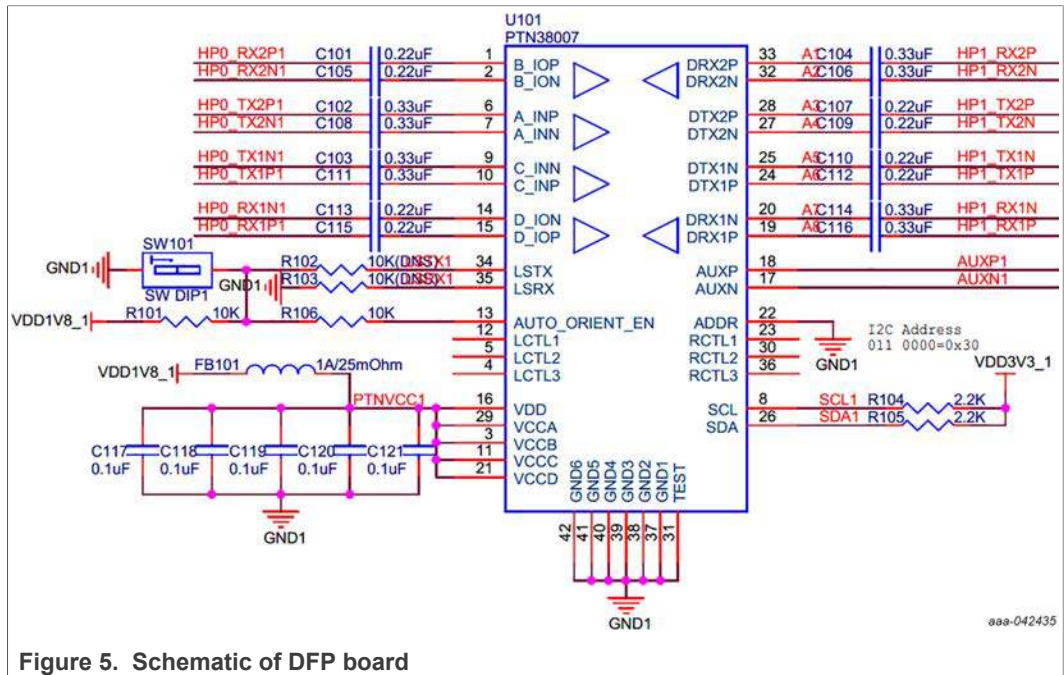 U101
PTN38007
HP0_RX2P1 C101 0.22uF 1 B_IOP DRX2P 33 A1 C104 0.33uF HP1_RX2P
HP0_RX2N1 C105 0.22uF 2 B_ION DRX2N 32 A2 C106 0.33uF HP1_RX2N
HP0_TX2P1 C102 0.33uF 6 A_INP DTX2P 28 A3 C107 0.22uF HP1_TX2P
HP0_TX2N1 C108 0.33uF 7 A_INN DTX2N 27 A4 C109 0.22uF HP1_TX2N
HP0_TX1N1 C103 0.33uF 9 C_INN DTX1N 25 A5 C110 0.22uF HP1_TX1N
HP0_TX1P1 C111 0.33uF 10 C_INP DTX1P 24 A6 C112 0.22uF HP1_TX1P
HP0_RX1N1 C113 0.22uF 14 D_ION DRX1N 20 A7 C114 0.33uF HP1_RX1N
HP0_RX1P1 C115 0.22uF 15 D_IOP DRX1P 19 A8 C116 0.33uF HP1_RX1P
SW101
GND1 R102 10K(DNS) 34 LSTX AUXP 18 AUXP1
SW DIP1 GND1 R103 10K(DNS) 35 LSRX AUXN 17 AUXN1
VDD1V8_1 R101 10K R106 10K 13 AUTO_ORIENT_EN ADDR 22
12 LCTL1 RCTL1 23 I2C Address
5 LCTL2 RCTL2 30 GND1 011 0000=0x30
4 LCTL3 RCTL3 36 VDD3V3_1
VDD1V8_1 FB101 1A/25mOhm
PTNVCC1 16 VDD SCL 8 SCL1 R104 2.2K
29 VCCA SDA 26 SDA1 R105 2.2K
3 VCCB
11 VCCC
21 VCCD
C117 C118 C119 C120 C121
0.1uF 0.1uF 0.1uF 0.1uF 0.1uF
GND1
GND6 GND5 GND4 GND3 GND2 GND1 TEST
42 41 40 39 38 37 31
GND1
aaa-042435
Figure 5. Schematic of DFP board